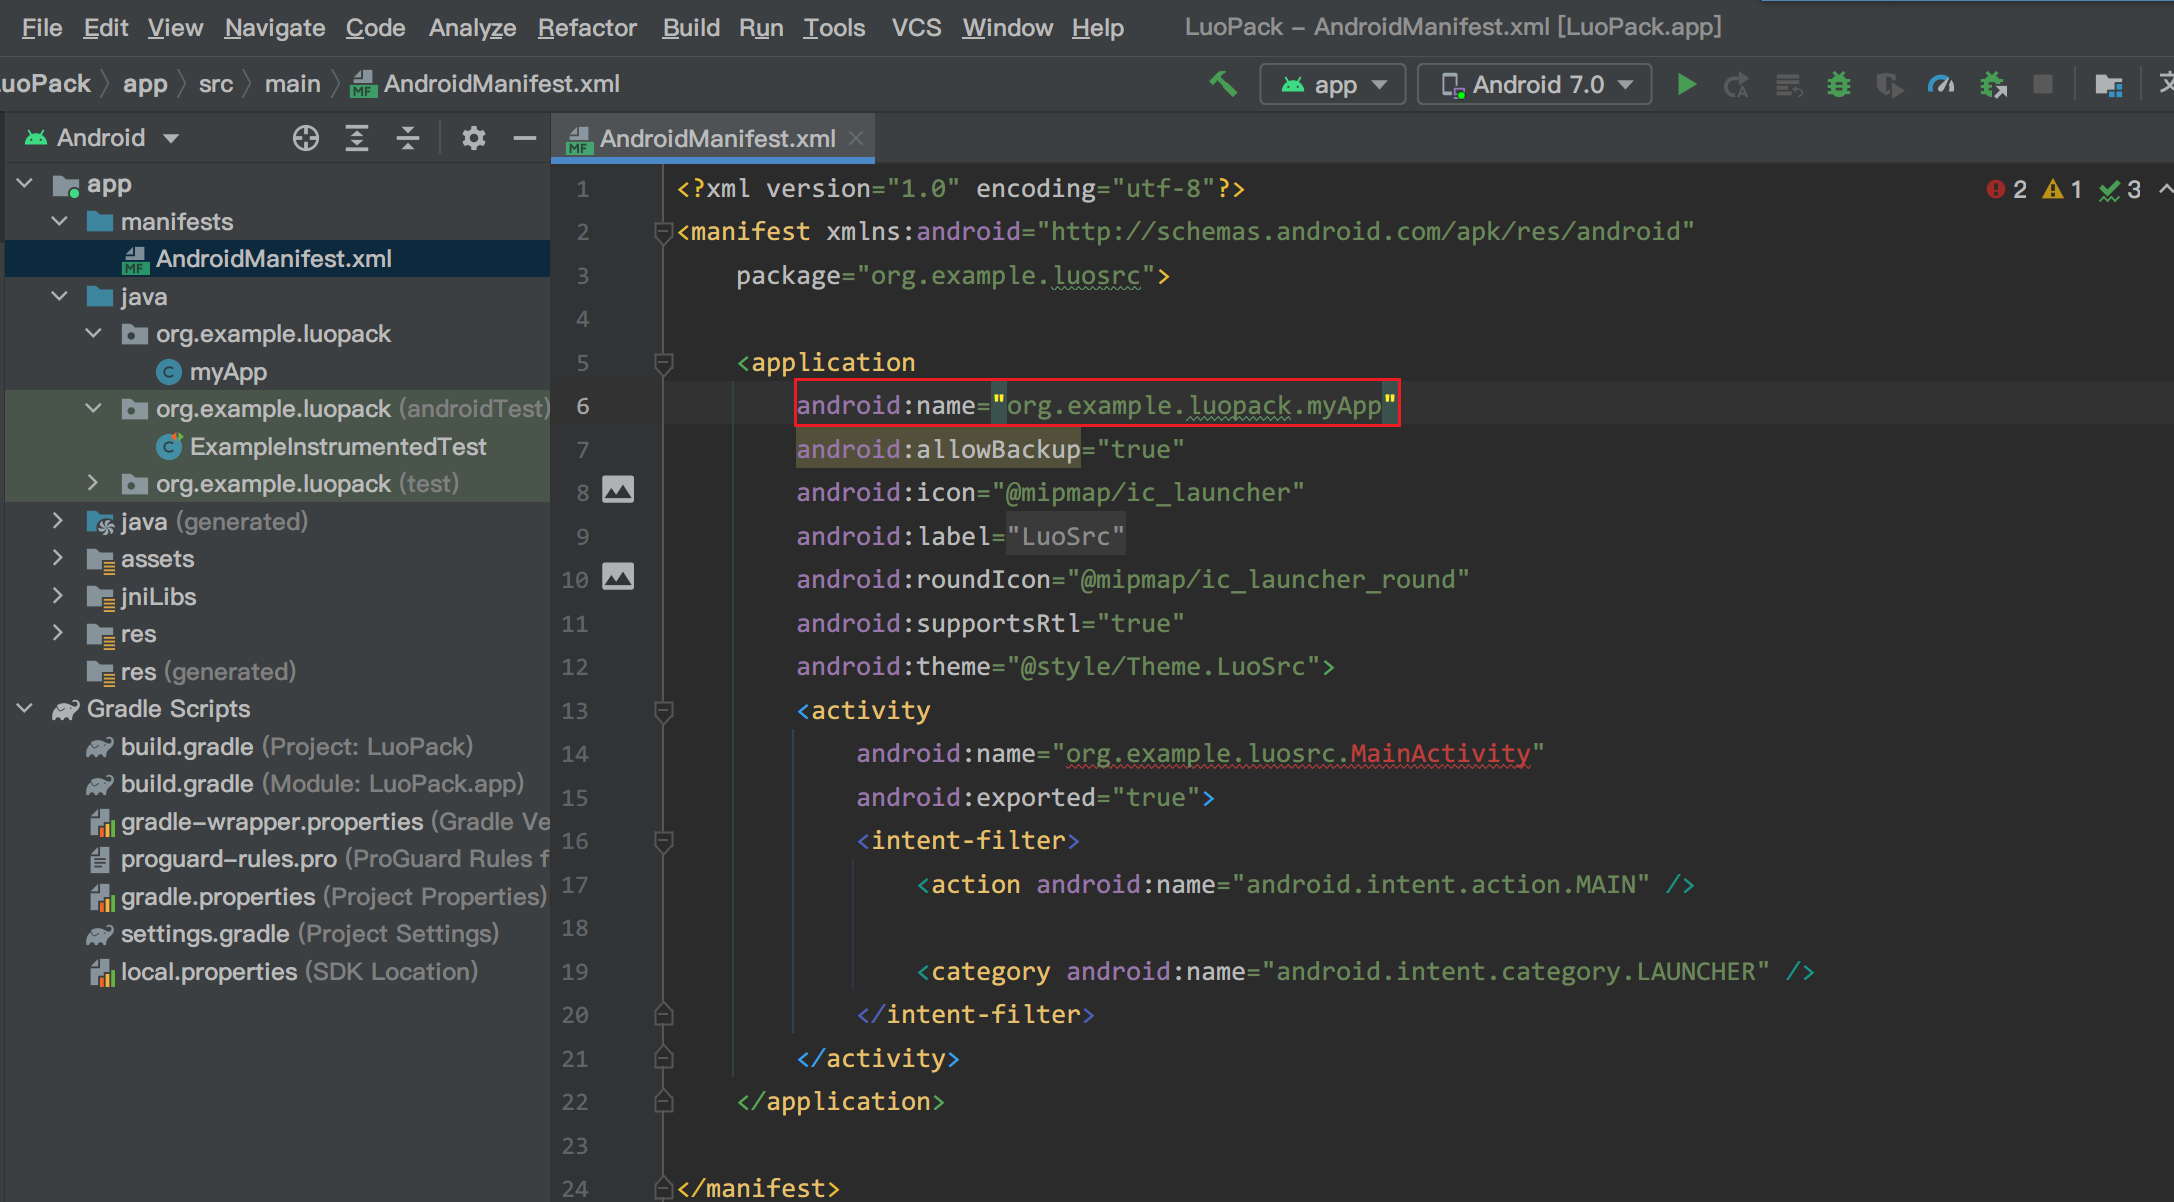 File Edit View Navigate Code Analyze Refactor Build Run Tools VCS Window Help LuoPack – AndroidManifest.xml [LuoPack.app]
uoPack app src main AndroidManifest.xml app Android 7.0
Android
AndroidManifest.xml
app
manifests
AndroidManifest.xml
java
org.example.luopack
myApp
org.example.luopack (androidTest)
ExampleInstrumentedTest
org.example.luopack (test)
java (generated)
assets
jniLibs
res
res (generated)
Gradle Scripts
build.gradle (Project: LuoPack)
build.gradle (Module: LuoPack.app)
gradle-wrapper.properties (Gradle Ve
proguard-rules.pro (ProGuard Rules f
gradle.properties (Project Properties)
settings.gradle (Project Settings)
local.properties (SDK Location)
2 1 3
1 <?xml version="1.0" encoding="utf-8"?>
2 <manifest xmlns:android="http://schemas.android.com/apk/res/android"
3 package="org.example.luosrc">
4
5 <application
6 android:name="org.example.luopack.myApp"
7 android:allowBackup="true"
8 android:icon="@mipmap/ic_launcher"
9 android:label="LuoSrc"
10 android:roundIcon="@mipmap/ic_launcher_round"
11 android:supportsRtl="true"
12 android:theme="@style/Theme.LuoSrc">
13 <activity
14 android:name="org.example.luosrc.MainActivity"
15 android:exported="true">
16 <intent-filter>
17 <action android:name="android.intent.action.MAIN" />
18
19 <category android:name="android.intent.category.LAUNCHER" />
20 </intent-filter>
21 </activity>
22 </application>
23
24 </manifest>